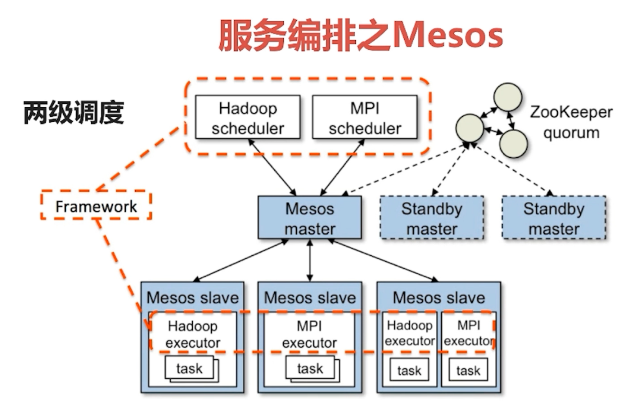 服务编排之Mesos
两级调度
Hadoop
scheduler
MPI
scheduler
ZooKeeper
quorum
Framework
Mesos
master
Standby
master
Standby
master
Mesos slave
Hadoop
executor
task
Mesos slave
MPI
executor
task
Mesos slave
Hadoop
executor
task
MPI
executor
task